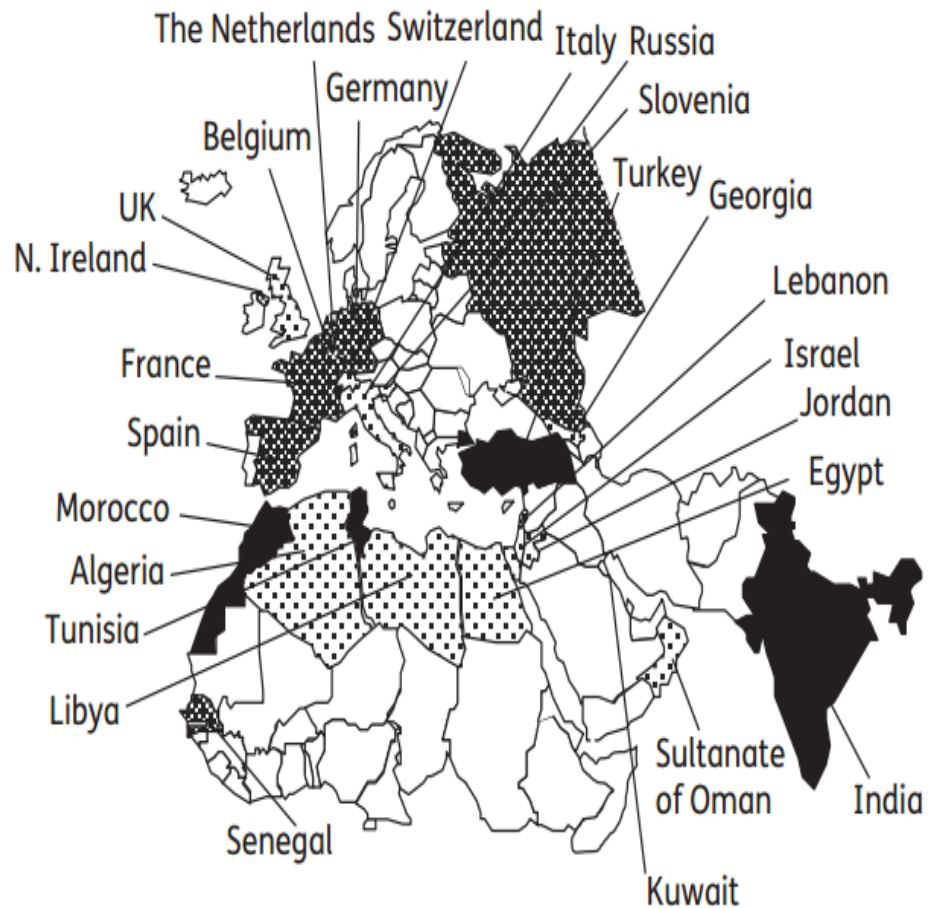 The Netherlands
Switzerland
Italy
Russia
Germany
Slovenia
Belgium
Turkey
Georgia
UK
N. Ireland
Lebanon
France
Israel
Jordan
Spain
Egypt
Morocco
Algeria
Tunisia
Libya
Sultanate
of Oman
India
Senegal
Kuwait